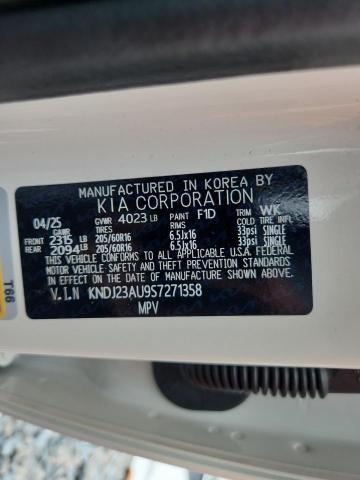 MANUFACTURED IN KOREA BY
KIA CORPORATION
04/25 GVWR 4023 LB PAINT F1D TRIM WK
TIRES RIMS COLD TIRE INFL.
FRONT 2315 LB 205/60R16 6.5Jx16 33psi SINGLE
REAR 2094 LB 205/60R16 6.5Jx16 33psi SINGLE
THIS VEHICLE CONFORMS TO ALL APPLICABLE U.S.A. FEDERAL
MOTOR VEHICLE SAFETY, BUMPER, AND THEFT PREVENTION
STANDARDS IN EFFECT ON THE DATE OF MANUFACTURE
SHOWN ABOVE.
V.I.N KNDJ23AU9S7271358
MPV
T66